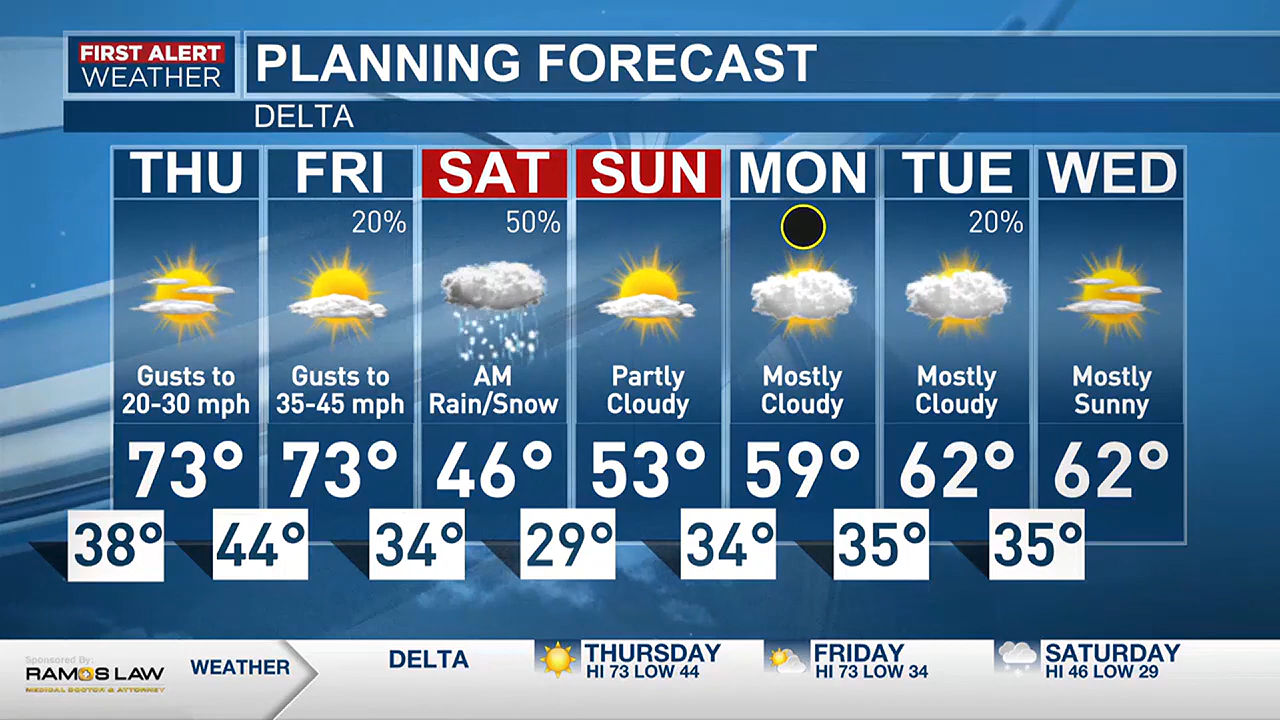 FIRST ALERT
WEATHER
PLANNING FORECAST
DELTA
THU FRI SAT SUN MON TUE WED
20% 50% 20%
Gusts to
20-30 mph
Gusts to
35-45 mph
AM
Rain/Snow
Partly
Cloudy
Mostly
Cloudy
Mostly
Cloudy
Mostly
Sunny
73° 73° 46° 53° 59° 62° 62°
38° 44° 34° 29° 34° 35° 35°
Sponsored By:
RAMOS LAW
MEDICAL DOCTOR & ATTORNEY
WEATHER
DELTA
THURSDAY
HI 73 LOW 44
FRIDAY
HI 73 LOW 34
SATURDAY
HI 46 LOW 29